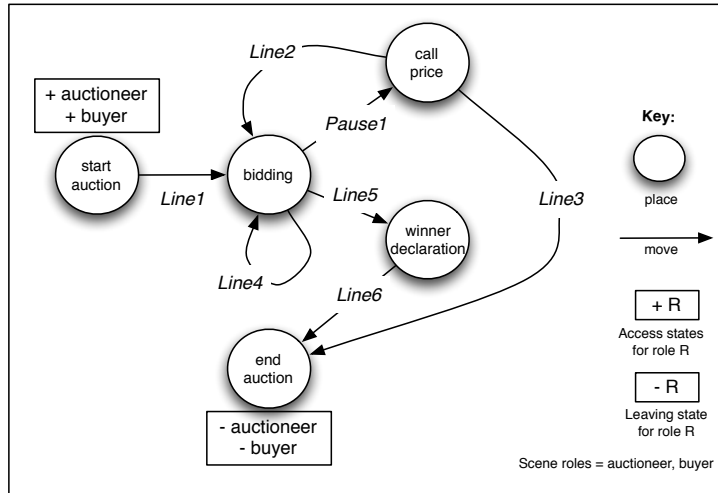 Line2
call
price
+ auctioneer
+ buyer
Pause1
Key:
start
auction
Line1
bidding
Line5
Line3
place
winner
declaration
move
Line4
Line6
+ R
Access states
for role R
end
auction
- R
Leaving state
for role R
- auctioneer
- buyer
Scene roles = auctioneer, buyer